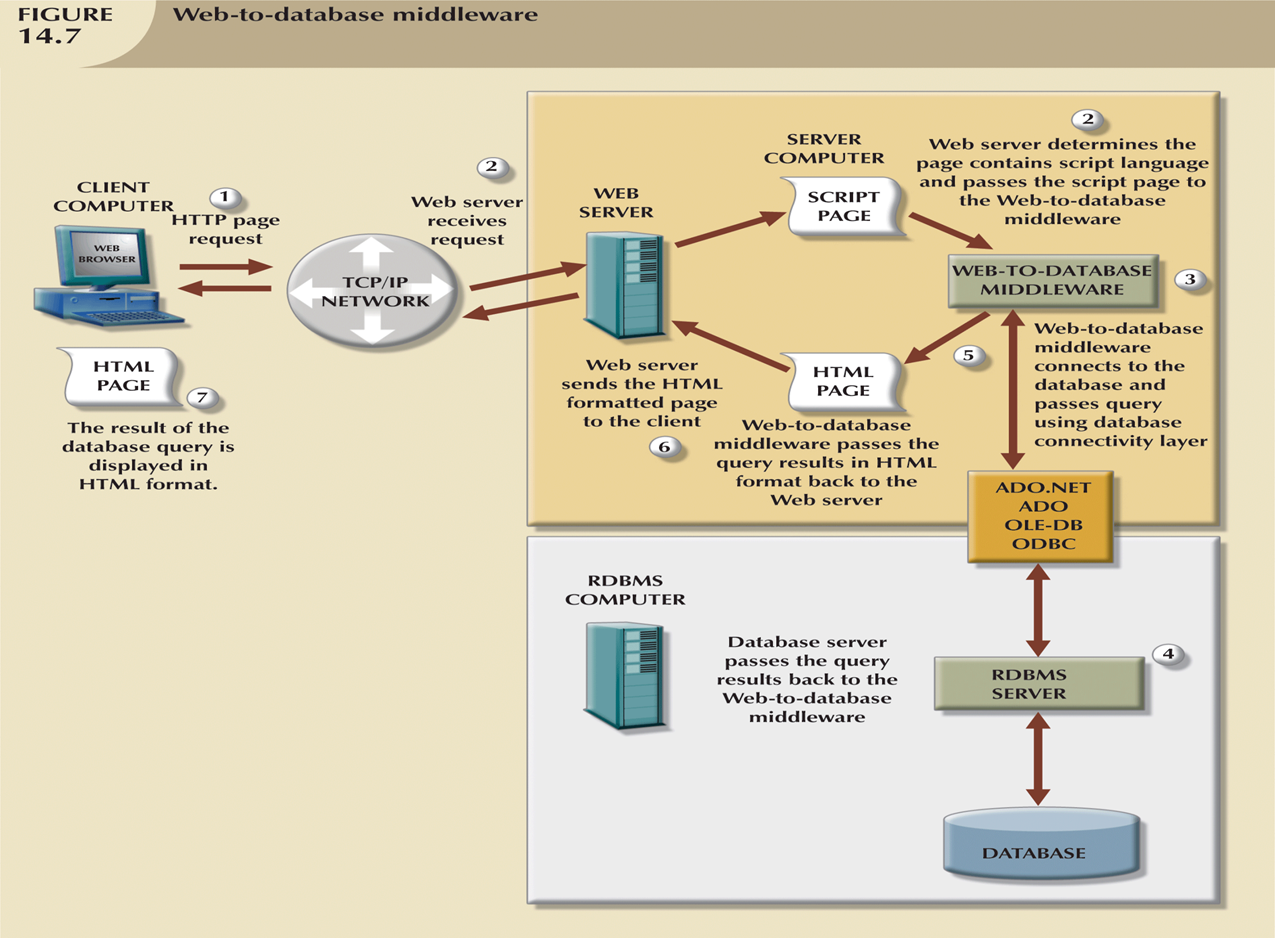 FIGURE
14.7
Web-to-database middleware
CLIENT
COMPUTER
WEB
BROWSER
1
HTTP page
request
TCP/IP
NETWORK
2
Web server
receives
request
WEB
SERVER
SERVER
COMPUTER
SCRIPT
PAGE
2
Web server determines the
page contains script language
and passes the script page to
the Web-to-database
middleware
WEB-TO-DATABASE
MIDDLEWARE
3
Web-to-database
middleware
connects to the
database and
passes query
using database
connectivity layer
5
HTML
PAGE
Web-to-database
middleware passes the
query results in HTML
format back to the
Web server
Web server
sends the HTML
formatted page
to the client
6
HTML
PAGE
7
The result of the
database query is
displayed in
HTML format.
ADO.NET
ADO
OLE-DB
ODBC
RDBMS
COMPUTER
Database server
passes the query
results back to the
Web-to-database
middleware
4
RDBMS
SERVER
DATABASE